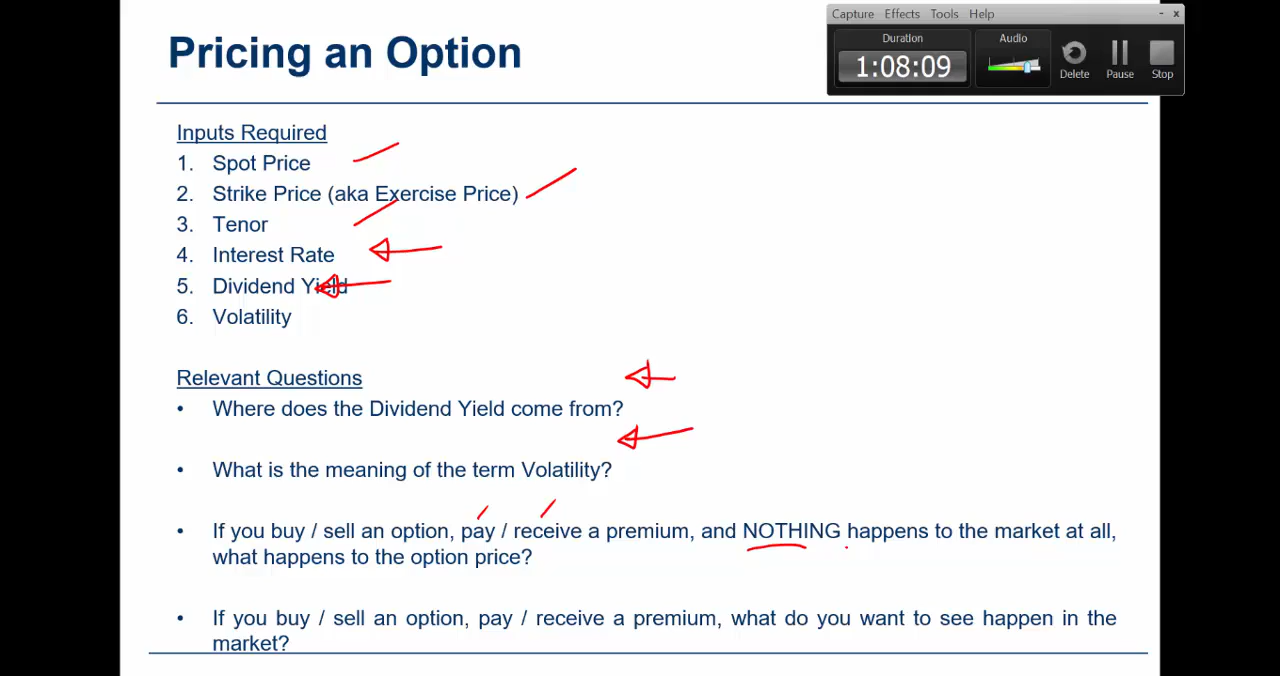 Capture Effects Tools Help - x
Pricing an Option
Duration
Audio
1:08:09
Delete
Pause
Stop
Inputs Required
1. Spot Price
2. Strike Price (aka Exercise Price)
3. Tenor
4. Interest Rate
5. Dividend Yield
6. Volatility
Relevant Questions
• Where does the Dividend Yield come from?
• What is the meaning of the term Volatility?
• If you buy / sell an option, pay / receive a premium, and NOTHING happens to the market at all,
what happens to the option price?
• If you buy / sell an option, pay / receive a premium, what do you want to see happen in the
market?